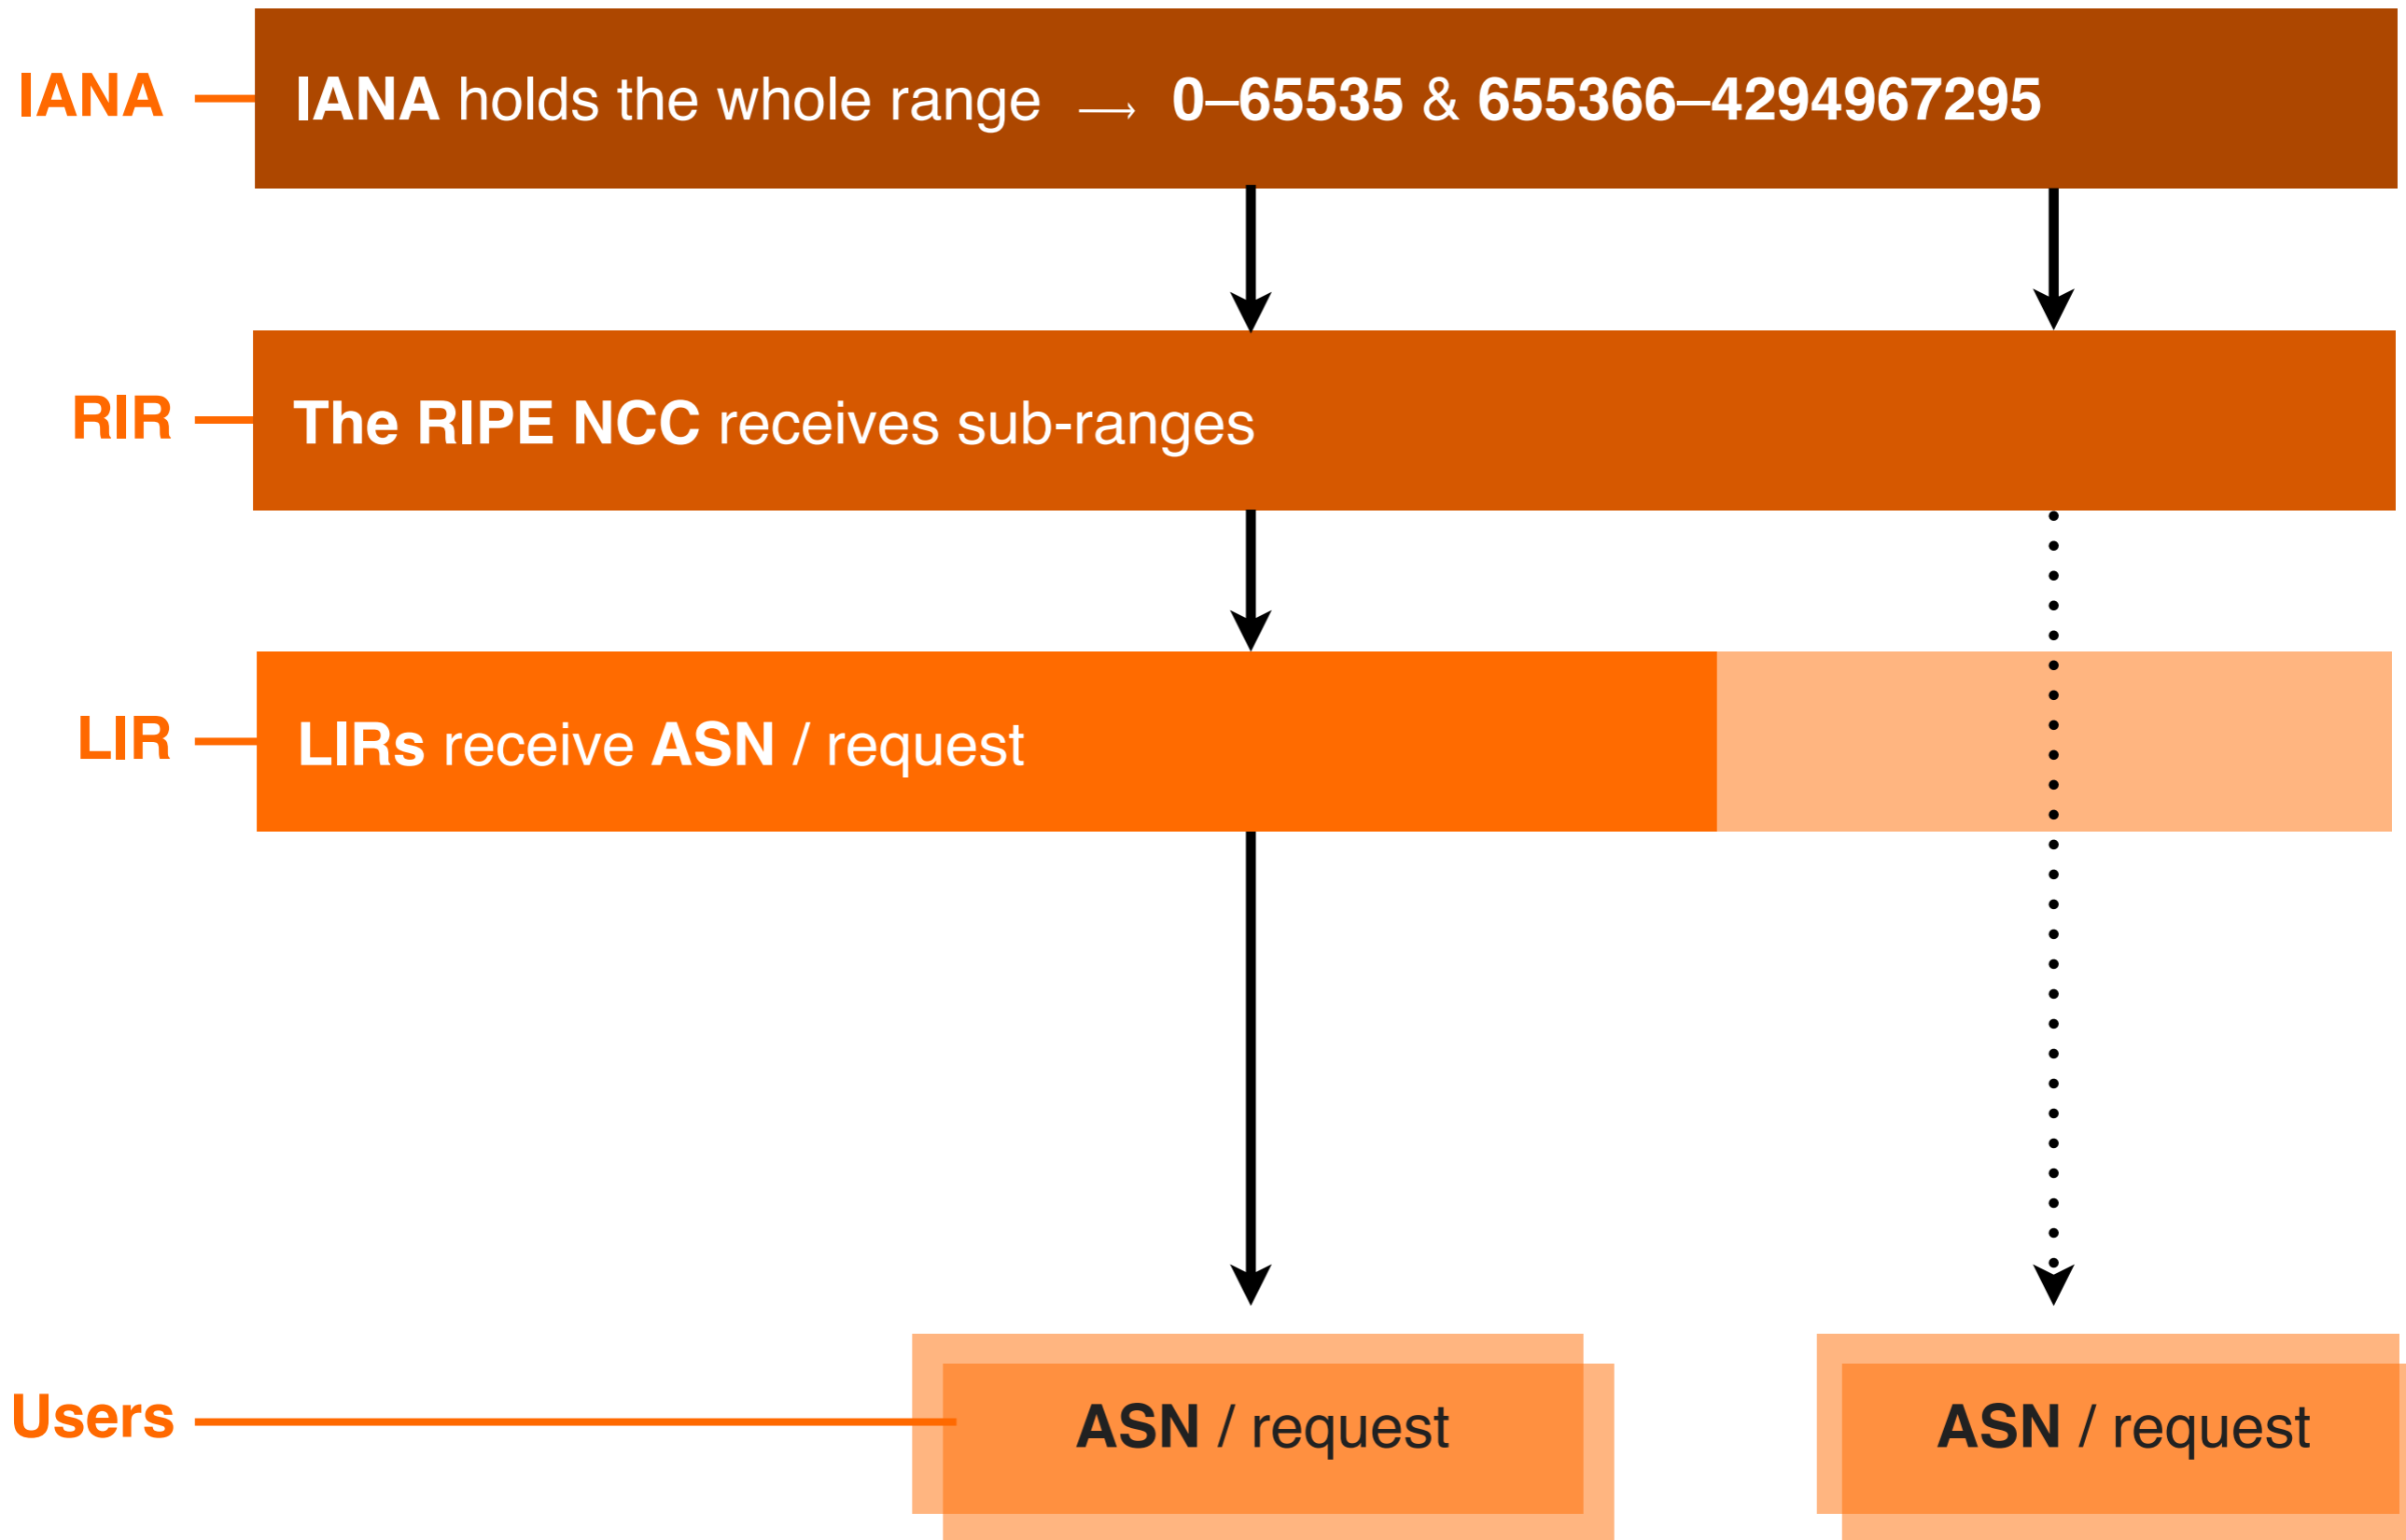 IANA
IANA holds the whole range → 0–65535 & 655366–4294967295
RIR
The RIPE NCC receives sub-ranges
LIR
LIRs receive ASN / request
Users
ASN / request
ASN / request